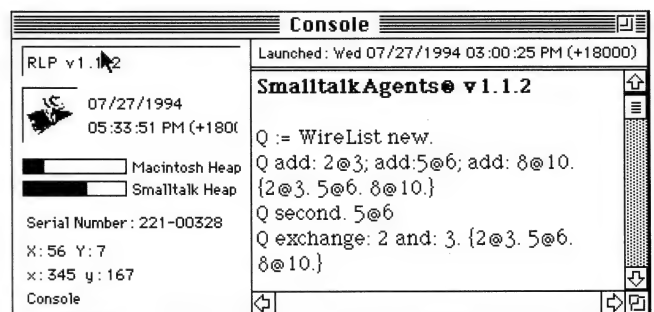 Console
RLP v1.1.2
07/27/1994
05:33:51 PM (+180(
Macintosh Heap
Smalltalk Heap
Serial Number: 221-00328
X:56 Y:7
x:345 y:167
Console
Launched: Wed 07/27/1994 03:00:25 PM (+18000)
SmalltalkAgents® v1.1.2
Q := WireList new.
Q add: 2@3; add:5@6; add: 8@10.
{2@3. 5@6. 8@10.}
Q second. 5@6
Q exchange: 2 and: 3. {2@3. 5@6.
8@10.}